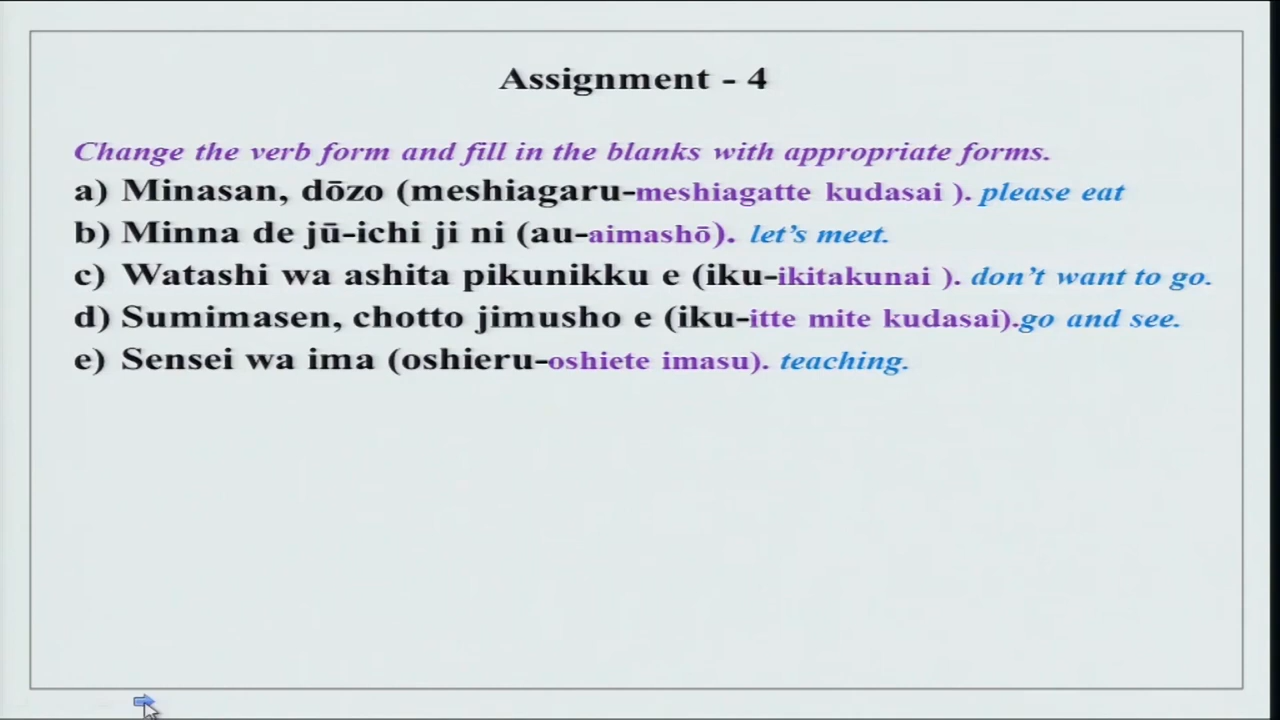 Assignment - 4
Change the verb form and fill in the blanks with appropriate forms.
a) Minasan, dōzo (meshiagaru-meshiagatte kudasai ). please eat
b) Minna de jū-ichi ji ni (au-aimashō). let's meet.
c) Watashi wa ashita pikunikku e (iku-ikitakunai ). don't want to go.
d) Sumimasen, chotto jimusho e (iku-itte mite kudasai).go and see.
e) Sensei wa ima (oshieru-oshiete imasu). teaching.